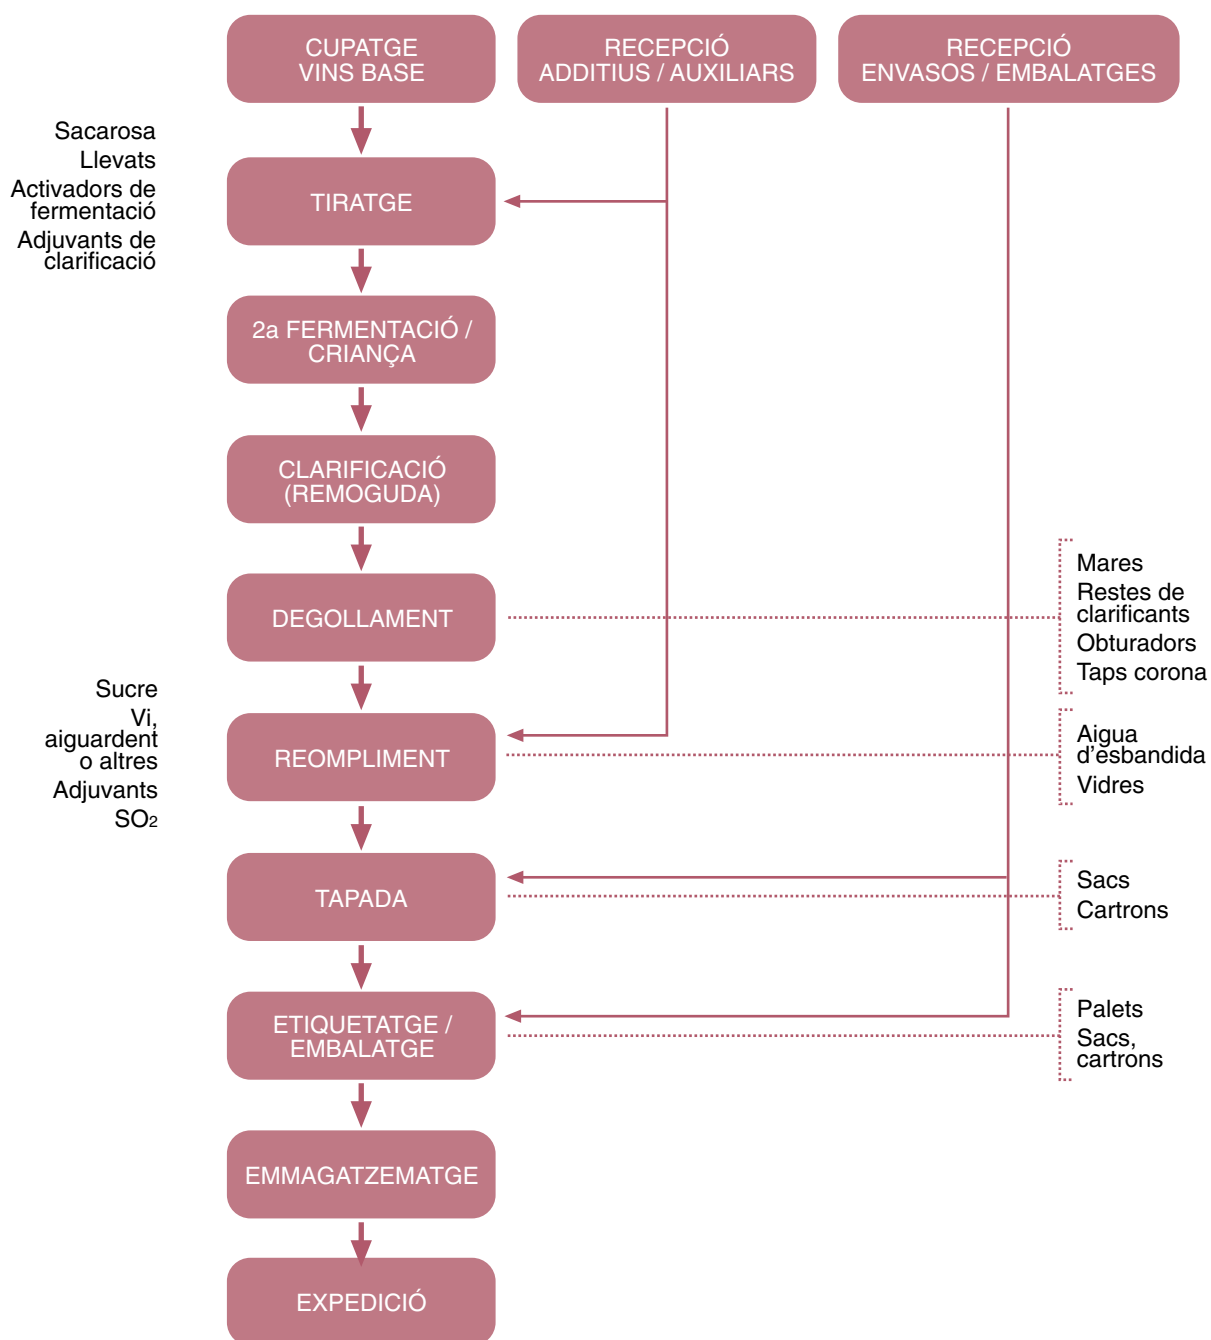 CUPATGE
VINS BASE
RECEPCIÓ
ADDITIUS / AUXILIARS
RECEPCIÓ
ENVASOS / EMBALATGES
Sacarosa
Llevats
Activadors de
fermentació
Adjuvants de
clarificació
TIRATGE
2a FERMENTACIÓ /
CRIANÇA
CLARIFICACIÓ
(REMOGUDA)
DEGOLLAMENT
Mares
Restes de
clarificants
Obturadors
Taps corona
Sucre
Vi,
aiguardent
o altres
Adjuvants
SO2
REOMPLIMENT
Aigua
d'esbandida
Vidres
TAPADA
Sacs
Cartrons
ETIQUETATGE /
EMBALATGE
Palets
Sacs,
cartrons
EMMAGATZEMATGE
EXPEDICIÓ